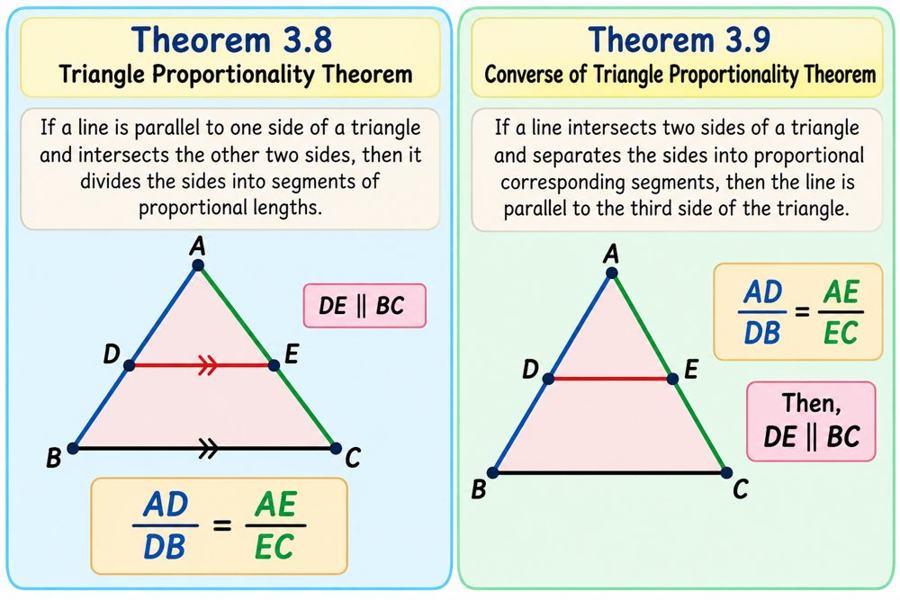 Theorem 3.8
Triangle Proportionality Theorem
If a line is parallel to one side of a triangle
and intersects the other two sides, then it
divides the sides into segments of
proportional lengths.
A
DE ∥ BC
D
E
B
C
AD/DB = AE/EC
Theorem 3.9
Converse of Triangle Proportionality Theorem
If a line intersects two sides of a triangle
and separates the sides into proportional
corresponding segments, then the line is
parallel to the third side of the triangle.
A
AD/DB = AE/EC
D
E
Then,
DE ∥ BC
B
C